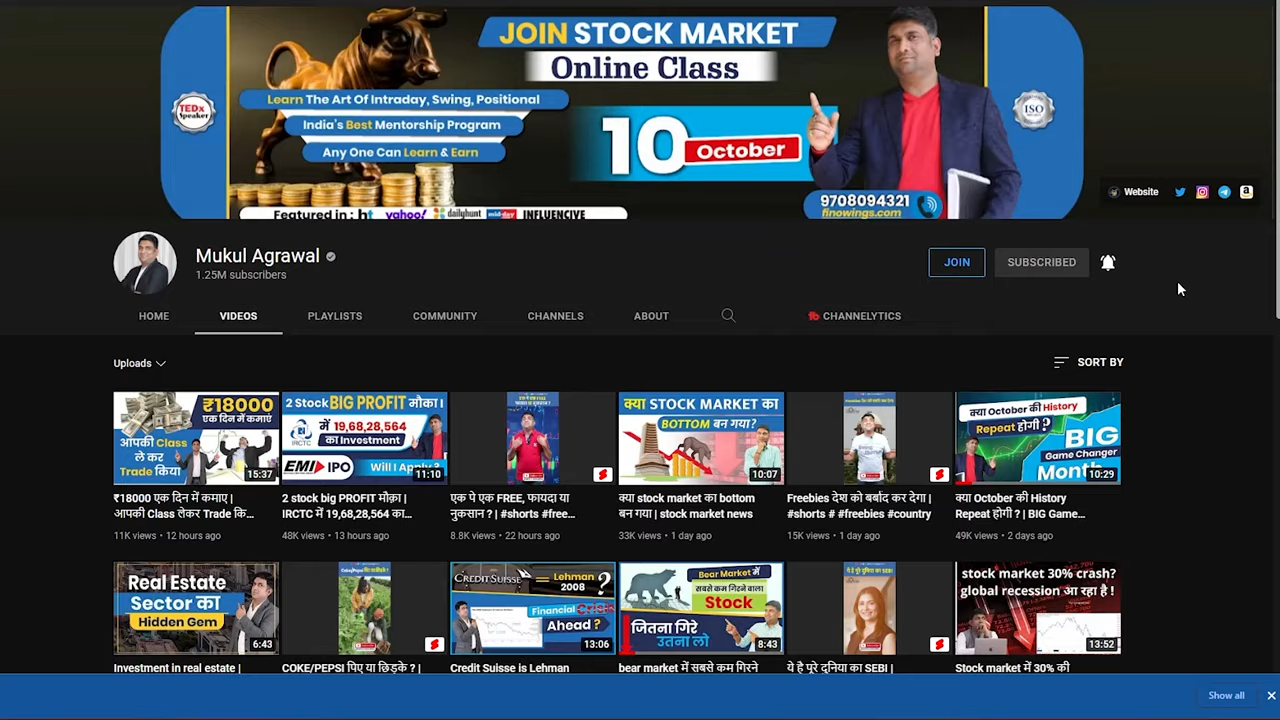 JOIN STOCK MARKET
Online Class
Learn The Art Of Intraday, Swing, Positional
India's Best Mentorship Program
Any One Can Learn & Earn
10 October
TEDx
Speaker
ISO
9708094321
finowings.com
Featured in : ht yahoo! dailyhunt mid-day INFLUENCIVE
Website
Mukul Agrawal
1.25M subscribers
JOIN
SUBSCRIBED
HOME VIDEOS PLAYLISTS COMMUNITY CHANNELS ABOUT CHANNELYTICS
Uploads
SORT BY
₹18000
एक दिन में कमाएं
आपकी Class
ले कर
Trade किया
15:37
2 Stock BIG PROFIT मौका।
IRCTC
में 19,68,28,564
का Investment
EMI IPO
Will I Apply ?
11:10
क्या STOCK MARKET का
BOTTOM बन गया?
10:07
क्या October की History
Repeat होगी ?
BIG
Game Changer
Month
10:29
₹18000 एक दिन में कमाए |
आपकी Class लेकर Trade कि...
11K views • 12 hours ago
2 stock big PROFIT मौक़ा |
IRCTC में 19,68,28,564 का...
48K views • 13 hours ago
एक पे एक FREE, फायदा या
नुकसान ? | #shorts #free...
8.8K views • 22 hours ago
क्या stock market का bottom
बन गया | stock market news
33K views • 1 day ago
Freebies देश को बर्बाद कर देगा |
#shorts # #freebies #country
15K views • 1 day ago
क्या October की History
Repeat होगी ? | BIG Game...
49K views • 2 days ago
Real Estate
Sector का
Hidden Gem
6:43
CREDIT SUISSE = Lehman
2008 ?
Financial Crisis
Ahead ?
13:06
Bear Market में
सबसे कम गिरने वाला
Stock
जितना गिरे
उतना लो
8:43
stock market 30% crash?
global recession आ रहा है !
13:52
Investment in real estate |
COKE/PEPSI पिए या छिड़के ? |
Credit Suisse is Lehman
bear market में सबसे कम गिरने
ये है पूरे दुनिया का SEBI |
Stock market में 30% की
Show all